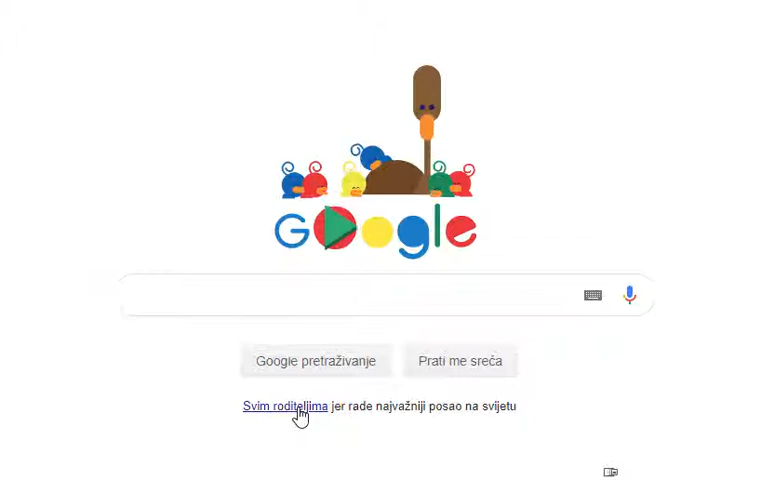 Google
Google pretraživanje
Prati me sreća
Svim roditeljima jer rade najvažniji posao na svijetu